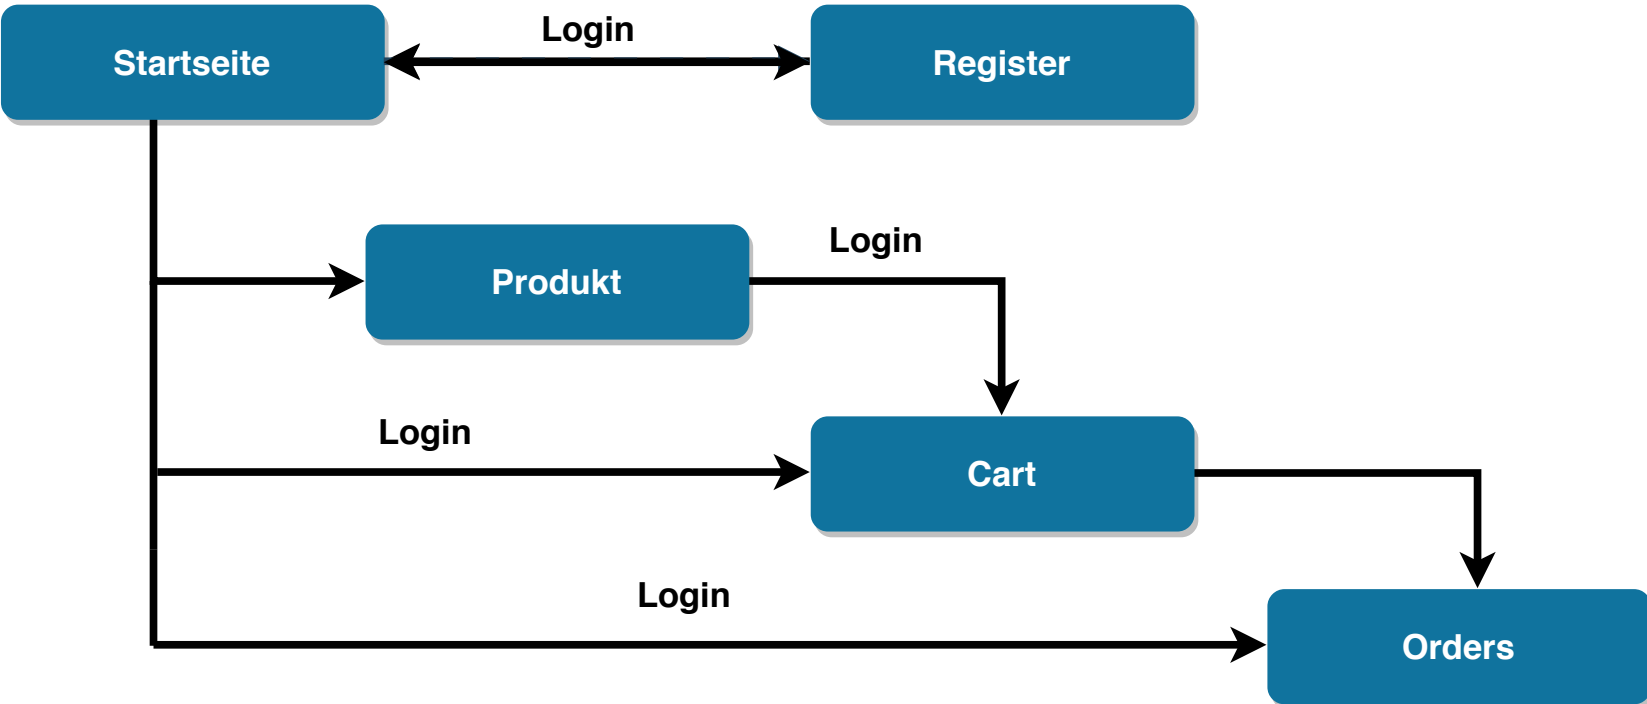 Startseite
Login
Register
Produkt
Login
Login
Cart
Login
Orders